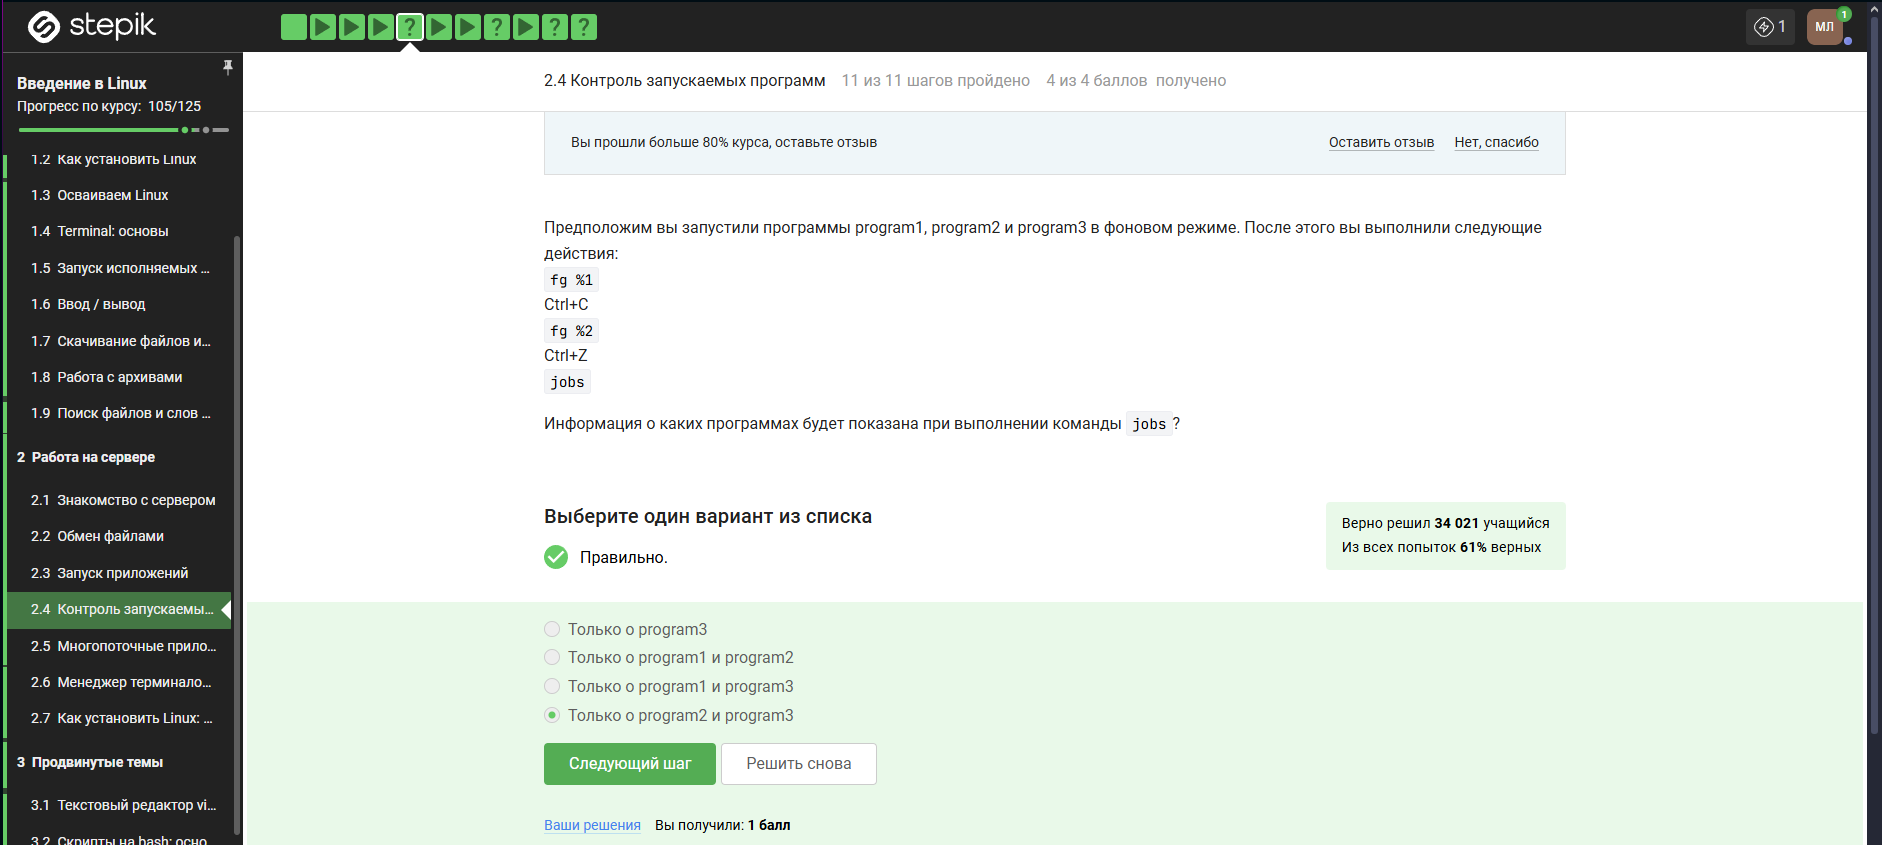 stepik
? ? ? ?
1
МЛ
1
Введение в Linux
Прогресс по курсу: 105/125
1.2 Как установить Linux
1.3 Осваиваем Linux
1.4 Terminal: основы
1.5 Запуск исполняемых ...
1.6 Ввод / вывод
1.7 Скачивание файлов и...
1.8 Работа с архивами
1.9 Поиск файлов и слов ...
2 Работа на сервере
2.1 Знакомство с сервером
2.2 Обмен файлами
2.3 Запуск приложений
2.4 Контроль запускаемы...
2.5 Многопоточные прило...
2.6 Менеджер терминало...
2.7 Как установить Linux: ...
3 Продвинутые темы
3.1 Текстовый редактор vi...
3.2 Скрипты на bash: осно...
2.4 Контроль запускаемых программ 11 из 11 шагов пройдено 4 из 4 баллов получено
Вы прошли больше 80% курса, оставьте отзыв Оставить отзыв Нет, спасибо
Предположим вы запустили программы program1, program2 и program3 в фоновом режиме. После этого вы выполнили следующие
действия:
fg %1
Ctrl+C
fg %2
Ctrl+Z
jobs
Информация о каких программах будет показана при выполнении команды jobs?
Выберите один вариант из списка
Правильно.
Верно решил 34 021 учащийся
Из всех попыток 61% верных
Только о program3
Только о program1 и program2
Только о program1 и program3
Только о program2 и program3
Следующий шаг Решить снова
Ваши решения Вы получили: 1 балл